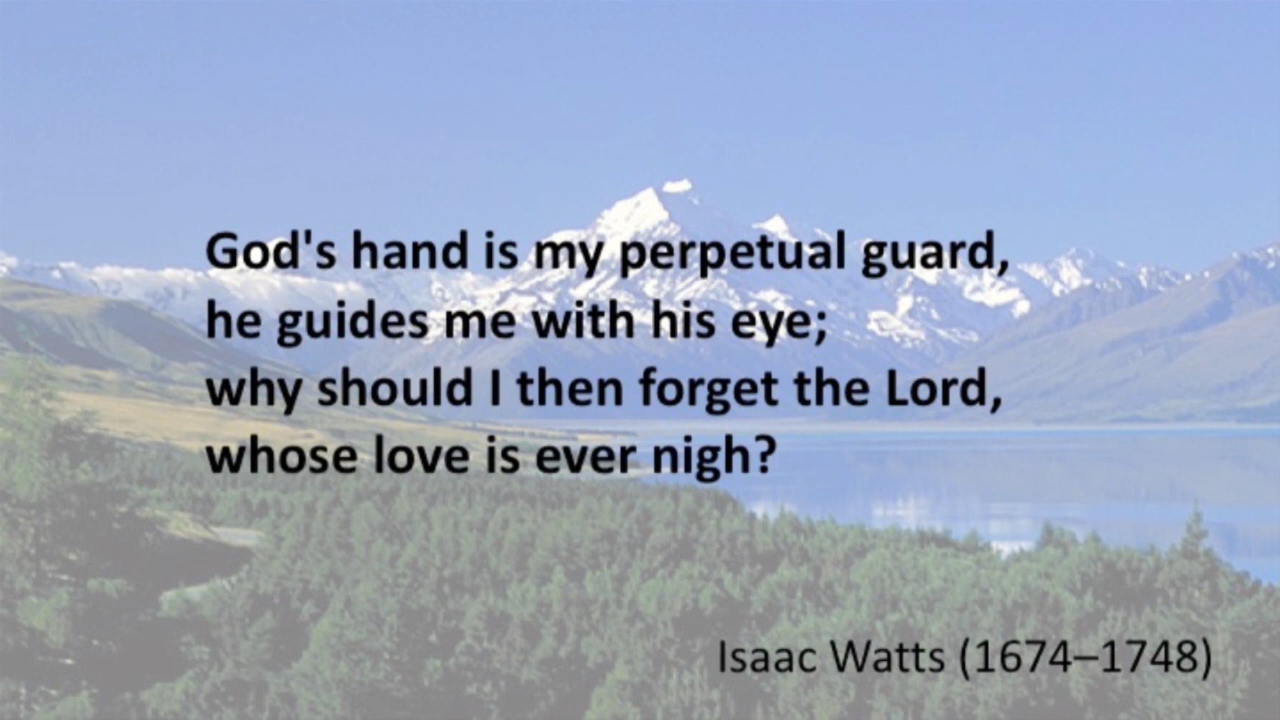 God's hand is my perpetual guard,
he guides me with his eye;
why should I then forget the Lord,
whose love is ever nigh?
Isaac Watts (1674–1748)